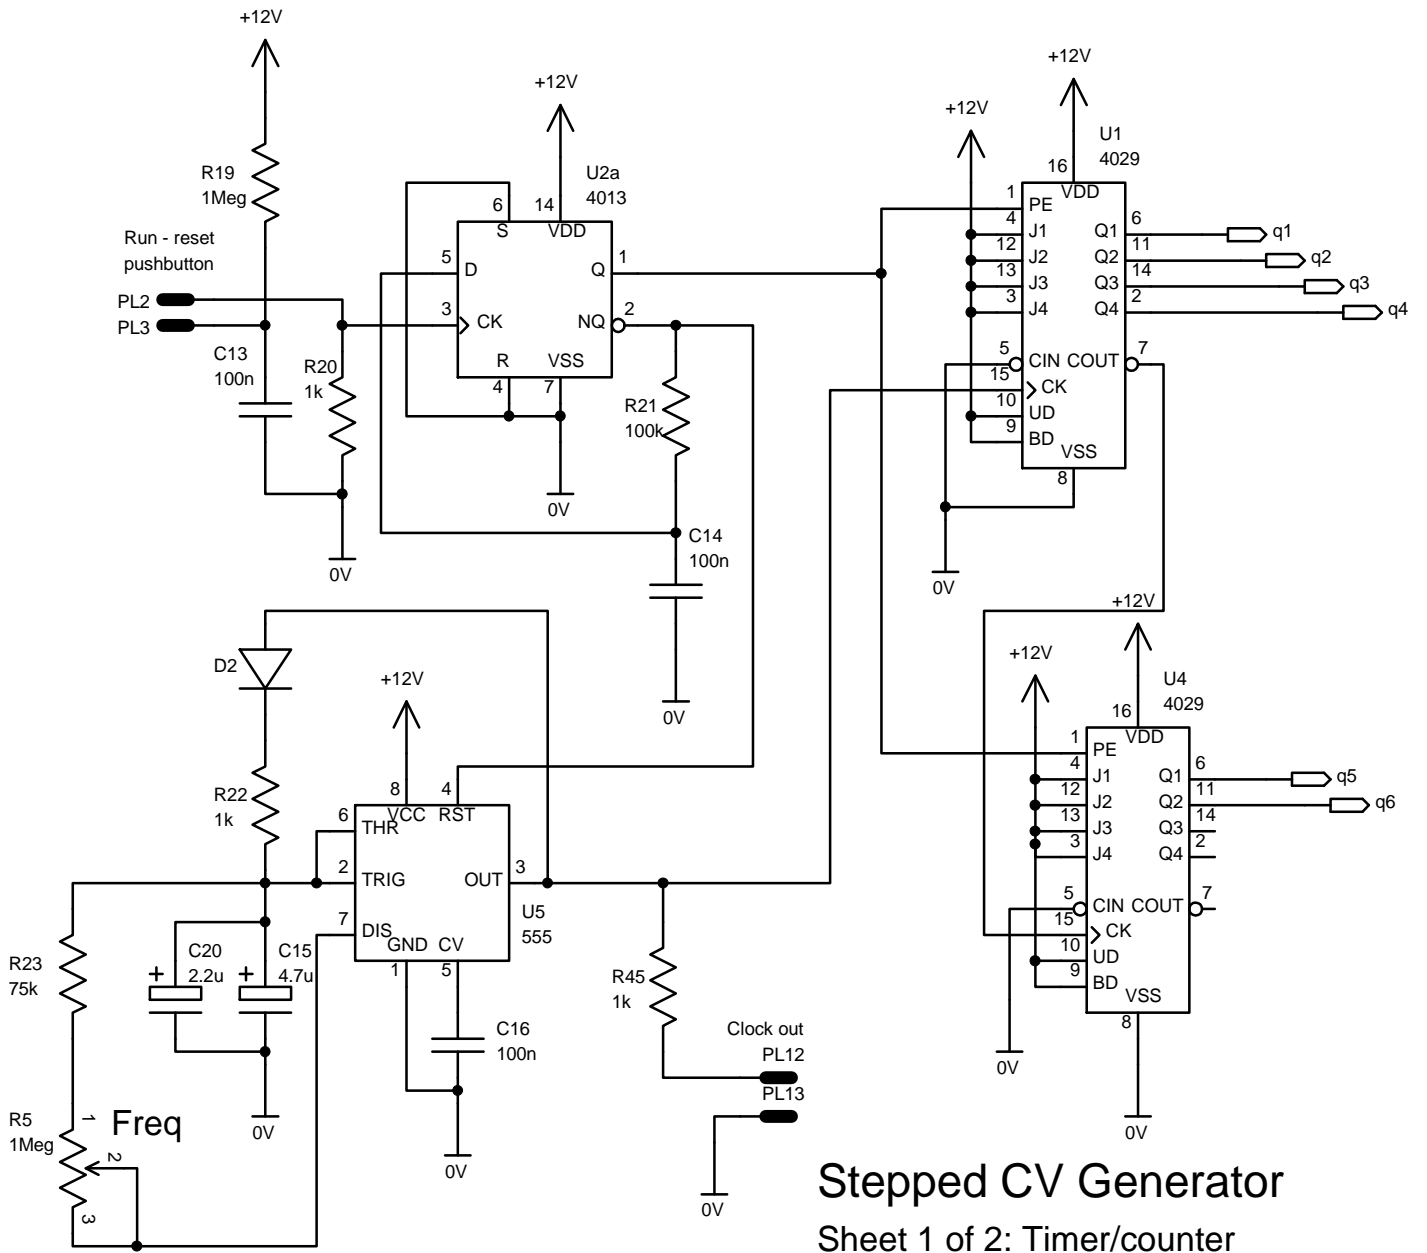 +12V
R19
1Meg
Run - reset
pushbutton
PL2
PL3
C13
100n
R20
1k
0V
+12V
U2a
4013
6
14
S
VDD
5
D
Q
1
3
CK
NQ
2
R
VSS
4
7
0V
R21
100k
C14
100n
0V
+12V
+12V
U1
4029
16
VDD
1
PE
4
J1
12
J2
13
J3
3
J4
5
CIN
COUT
7
15
CK
10
UD
9
BD
VSS
8
Q1
6
Q2
11
Q3
14
Q4
2
q1
q2
q3
q4
0V
D2
R22
1k
+12V
8
4
VCC
RST
6
THR
2
TRIG
OUT
3
7
DIS
GND
CV
1
5
U5
555
R23
75k
C20
2.2u
+
C15
4.7u
+
0V
R5
1Meg
1
2
3
Freq
C16
100n
0V
R45
1k
Clock out
PL12
PL13
0V
+12V
+12V
U4
4029
16
VDD
1
PE
4
J1
12
J2
13
J3
3
J4
5
CIN
COUT
7
15
CK
10
UD
9
BD
VSS
8
Q1
6
Q2
11
Q3
14
Q4
2
q5
q6
0V
0V
Stepped CV Generator
Sheet 1 of 2: Timer/counter